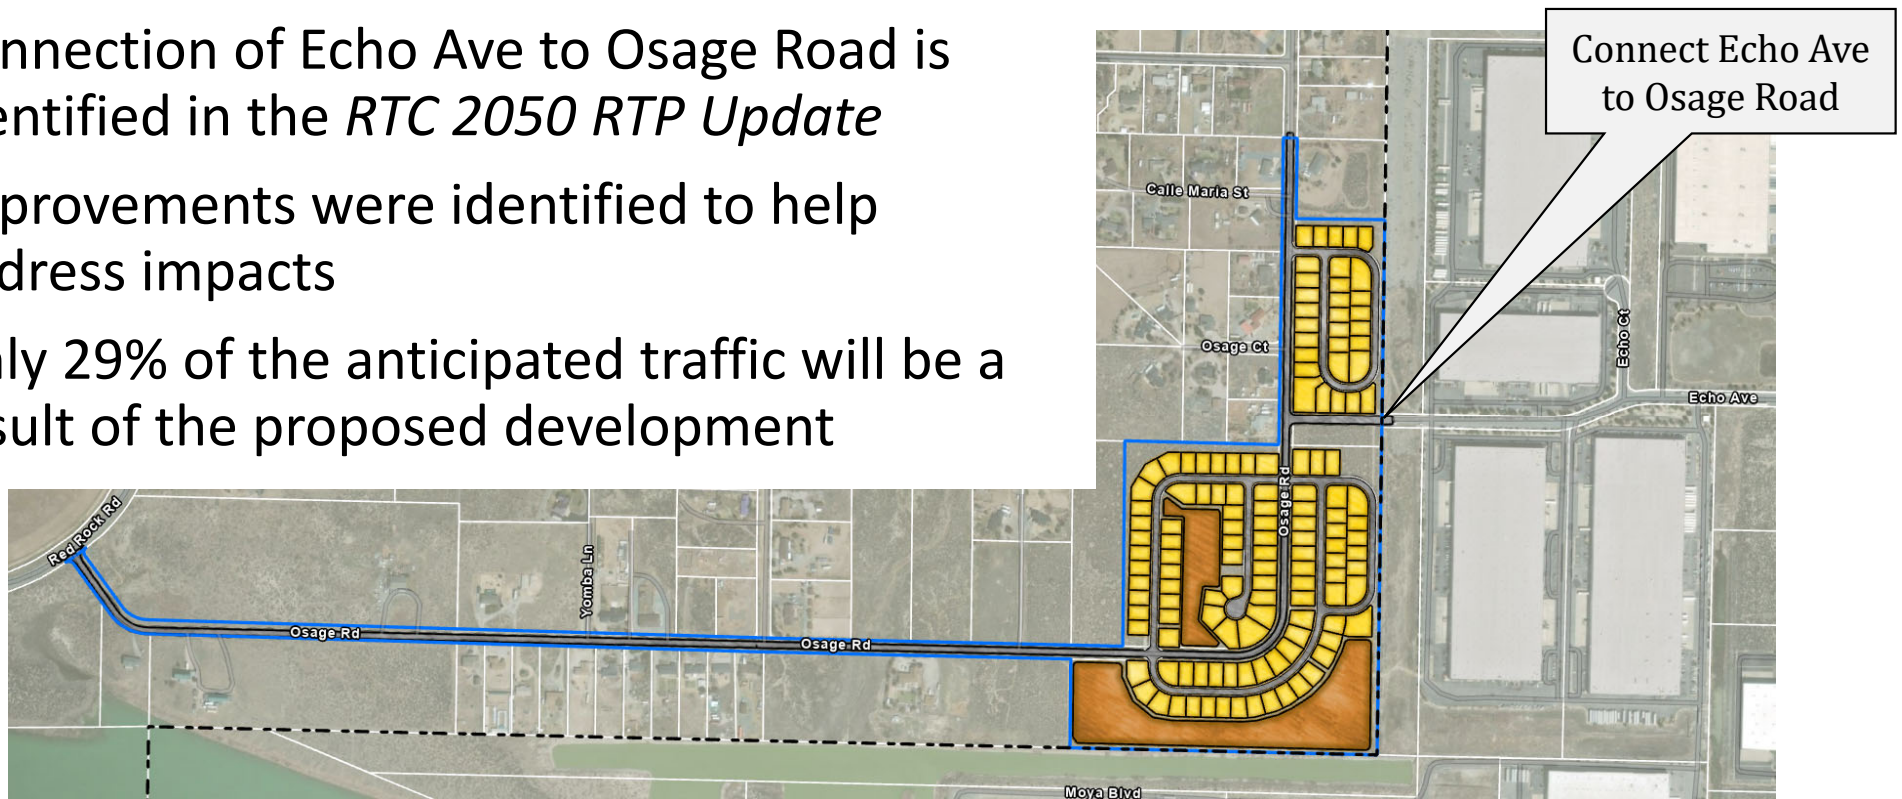 nnection of Echo Ave to Osage Road is
entified in the RTC 2050 RTP Update
provements were identified to help
dress impacts
ly 29% of the anticipated traffic will be a
sult of the proposed development
Connect Echo Ave
to Osage Road
Calle Maria St
Osage Ct
Echo Ct
Echo Ave
Osage Rd
Red Rock Rd
Yomba Ln
Osage Rd
Osage Rd
Moya Blvd